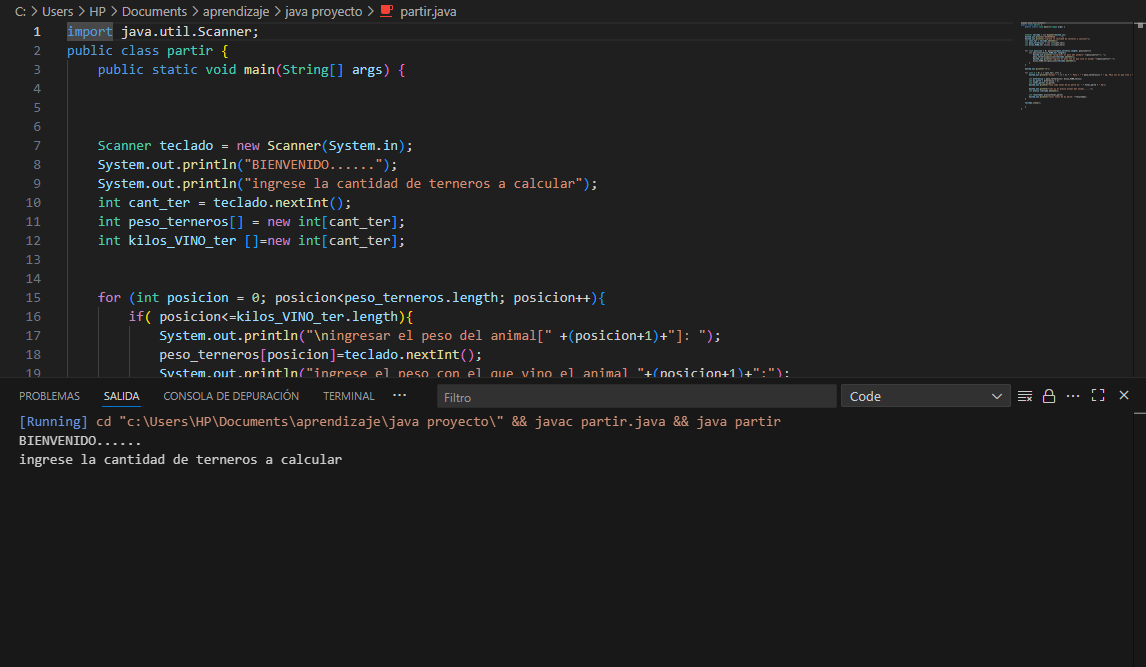 C: > Users > HP > Documents > aprendizaje > java proyecto > partir.java
1 import java.util.Scanner;
2 public class partir {
3 public static void main(String[] args) {
4
5
6
7 Scanner teclado = new Scanner(System.in);
8 System.out.println("BIENVENIDO......");
9 System.out.println("ingrese la cantidad de terneros a calcular");
10 int cant_ter = teclado.nextInt();
11 int peso_terneros[] = new int[cant_ter];
12 int kilos_VINO_ter []=new int[cant_ter];
13
14
15 for (int posicion = 0; posicion<peso_terneros.length; posicion++){
16 if( posicion<=kilos_VINO_ter.length){
17 System.out.println("\ningresar el peso del animal[" +(posicion+1)+"]: ");
18 peso_terneros[posicion]=teclado.nextInt();
19 System.out.println("ingrese el peso con el que vino el animal "+(posicion+1)+":");
PROBLEMAS SALIDA CONSOLA DE DEPURACIÓN TERMINAL ··· Filtro Code
[Running] cd "c:\Users\HP\Documents\aprendizaje\java proyecto\" && javac partir.java && java partir
BIENVENIDO......
ingrese la cantidad de terneros a calcular